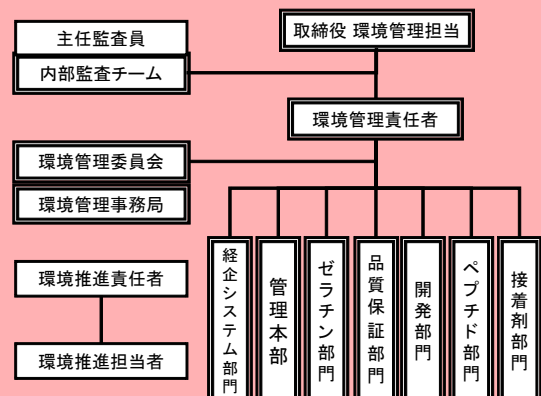 主任監査員
取締役 環境管理担当
内部監査チーム
環境管理責任者
環境管理委員会
環境管理事務局
環境推進責任者
環境推進担当者
経企システム部門
管理本部
ゼラチン部門
品質保証部門
開発部門
ペプチド部門
接着剤部門